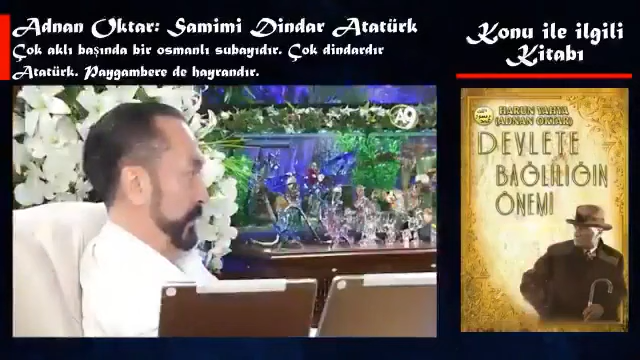 Adnan Oktar: Samimi Dindar Atatürk
Çok aklı başında bir osmanlı subayıdır. Çok dindardır
Atatürk. Paygambere de hayrandır.
Konu ile ilgili
Kitabı
HARUN YAHYA
(ADNAN OKTAR)
DEVLETE
BAĞLILIĞIN
ÖNEMİ
A9